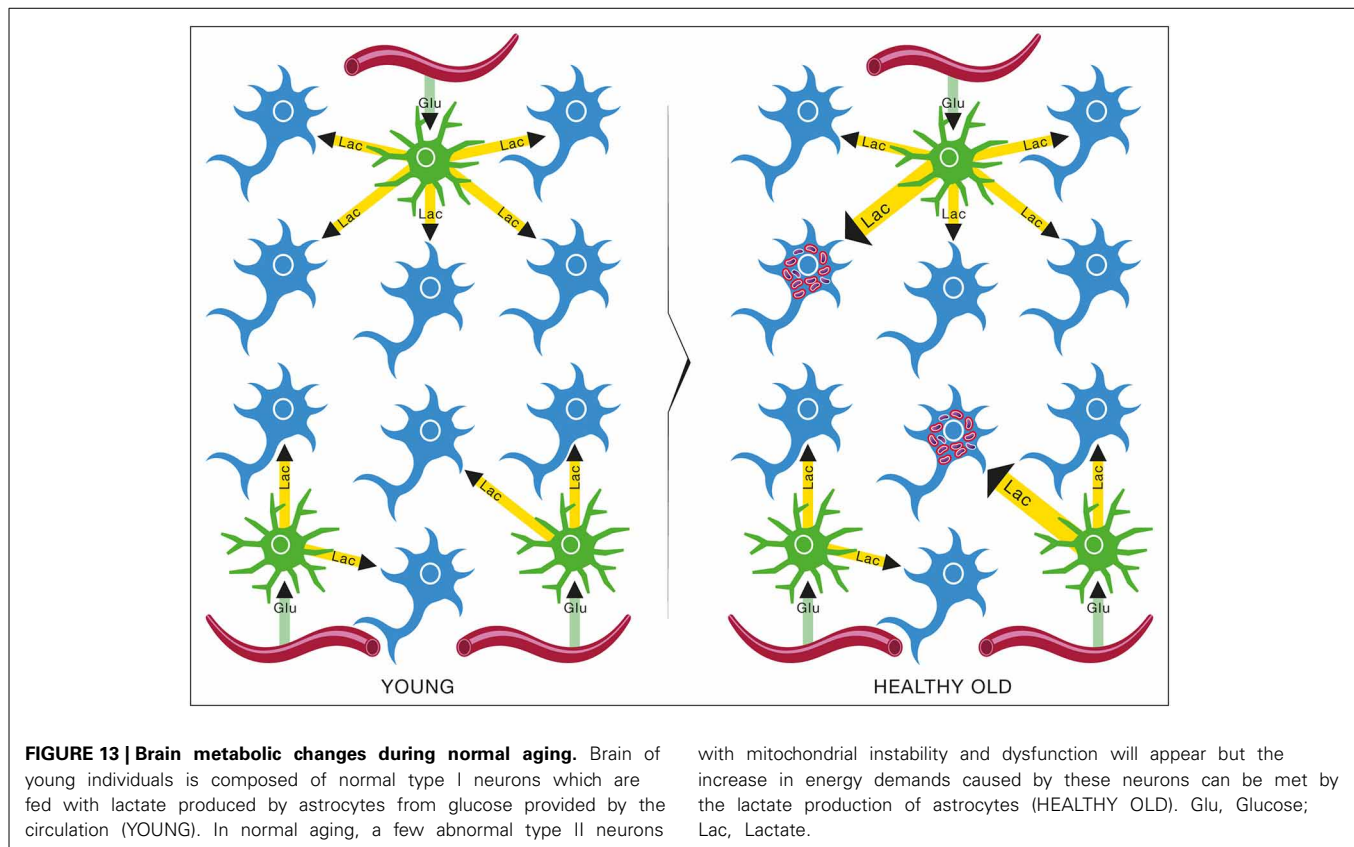 Glu
Lac
Lac
Lac
Lac
Lac
Lac
Lac
Lac
Lac
Glu
Glu
YOUNG
Glu
Lac
Lac
Lac
Lac
Lac
Lac
Lac
Lac
Lac
Glu
Glu
HEALTHY OLD
FIGURE 13 | Brain metabolic changes during normal aging. Brain of
young individuals is composed of normal type I neurons which are
fed with lactate produced by astrocytes from glucose provided by the
circulation (YOUNG). In normal aging, a few abnormal type II neurons
with mitochondrial instability and dysfunction will appear but the
increase in energy demands caused by these neurons can be met by
the lactate production of astrocytes (HEALTHY OLD). Glu, Glucose;
Lac, Lactate.